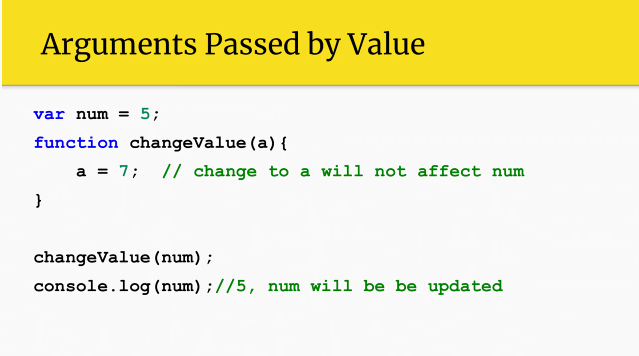 Arguments Passed by Value
var num = 5;
function changeValue(a){
    a = 7;  // change to a will not affect num
}
changeValue(num);
console.log(num);//5, num will be be updated